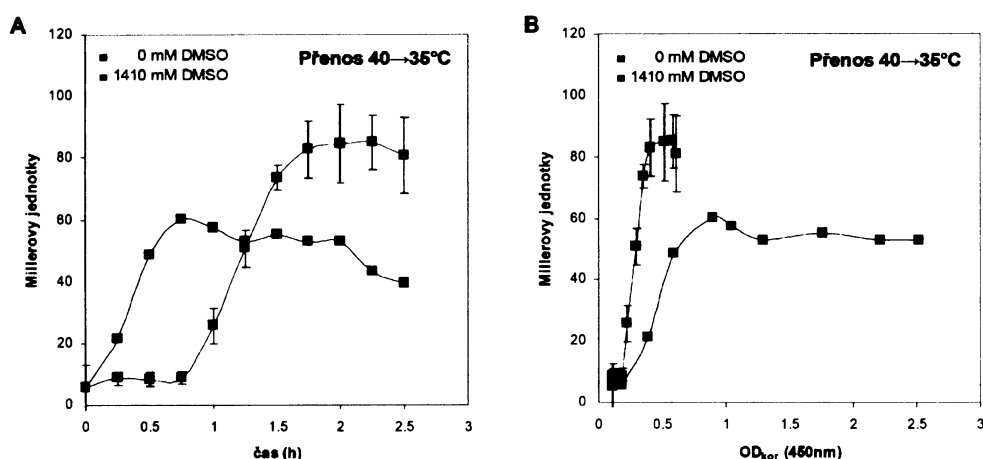 A
0 mM DMSO
1410 mM DMSO
Přenos 40→35°C
Millerovy jednotky
120
100
80
60
40
20
0
0
0.5
1
1.5
2
2.5
3
čas (h)
B
0 mM DMSO
1410 mM DMSO
Přenos 40→35°C
Millerovy jednotky
120
100
80
60
40
20
0
0
0.5
1
1.5
2
2.5
3
ODkor (450nm)